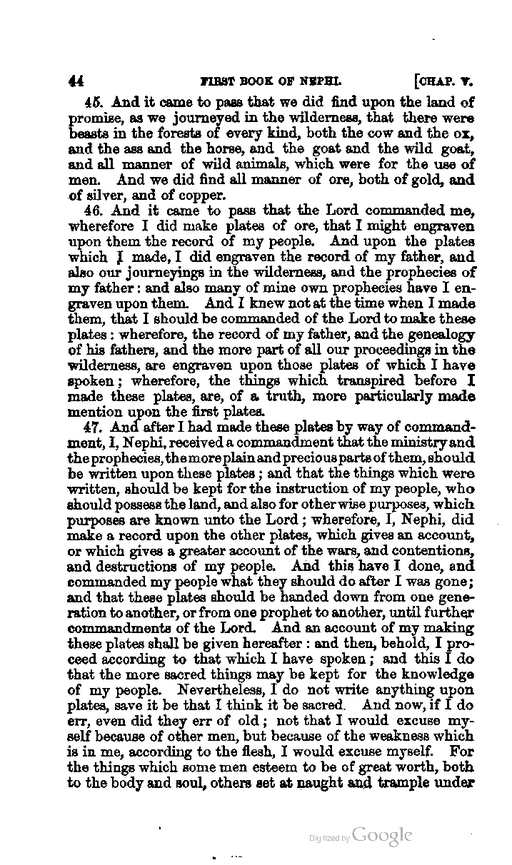 44 FIRST BOOK OF NEPHI. [CHAP. V.
45. And it came to pass that we did find upon the land of
promise, as we journeyed in the wilderness, that there were
beasts in the forests of every kind, both the cow and the ox,
and the ass and the horse, and the goat and the wild goat,
and all manner of wild animals, which were for the use of
men. And we did find all manner of ore, both of gold, and
of silver, and of copper.
46. And it came to pass that the Lord commanded me,
wherefore I did make plates of ore, that I might engraven
upon them the record of my people. And upon the plates
which I made, I did engraven the record of my father, and
also our journeyings in the wilderness, and the prophecies of
my father: and also many of mine own prophecies have I en-
graven upon them. And I knew not at the time when I made
them, that I should be commanded of the Lord to make these
plates: wherefore, the record of my father, and the genealogy
of his fathers, and the more part of all our proceedings in the
wilderness, are engraven upon those plates of which I have
spoken; wherefore, the things which transpired before I
made these plates, are, of a truth, more particularly made
mention upon the first plates.
47. And after I had made these plates by way of command-
ment, I, Nephi, received a commandment that the ministry and
the prophecies, the more plain and precious parts of them, should
be written upon these plates; and that the things which were
written, should be kept for the instruction of my people, who
should possess the land, and also for other wise purposes, which
purposes are known unto the Lord; wherefore, I, Nephi, did
make a record upon the other plates, which gives an account,
or which gives a greater account of the wars, and contentions,
and destructions of my people. And this have I done, and
commanded my people what they should do after I was gone;
and that these plates should be handed down from one gene-
ration to another, or from one prophet to another, until further
commandments of the Lord. And an account of my making
these plates shall be given hereafter: and then, behold, I pro-
ceed according to that which I have spoken; and this I do
that the more sacred things may be kept for the knowledge
of my people. Nevertheless, I do not write anything upon
plates, save it be that I think it be sacred. And now, if I do
err, even did they err of old; not that I would excuse my-
self because of other men, but because of the weakness which
is in me, according to the flesh, I would excuse myself. For
the things which some men esteem to be of great worth, both
to the body and soul, others set at naught and trample under
Digitized by Google